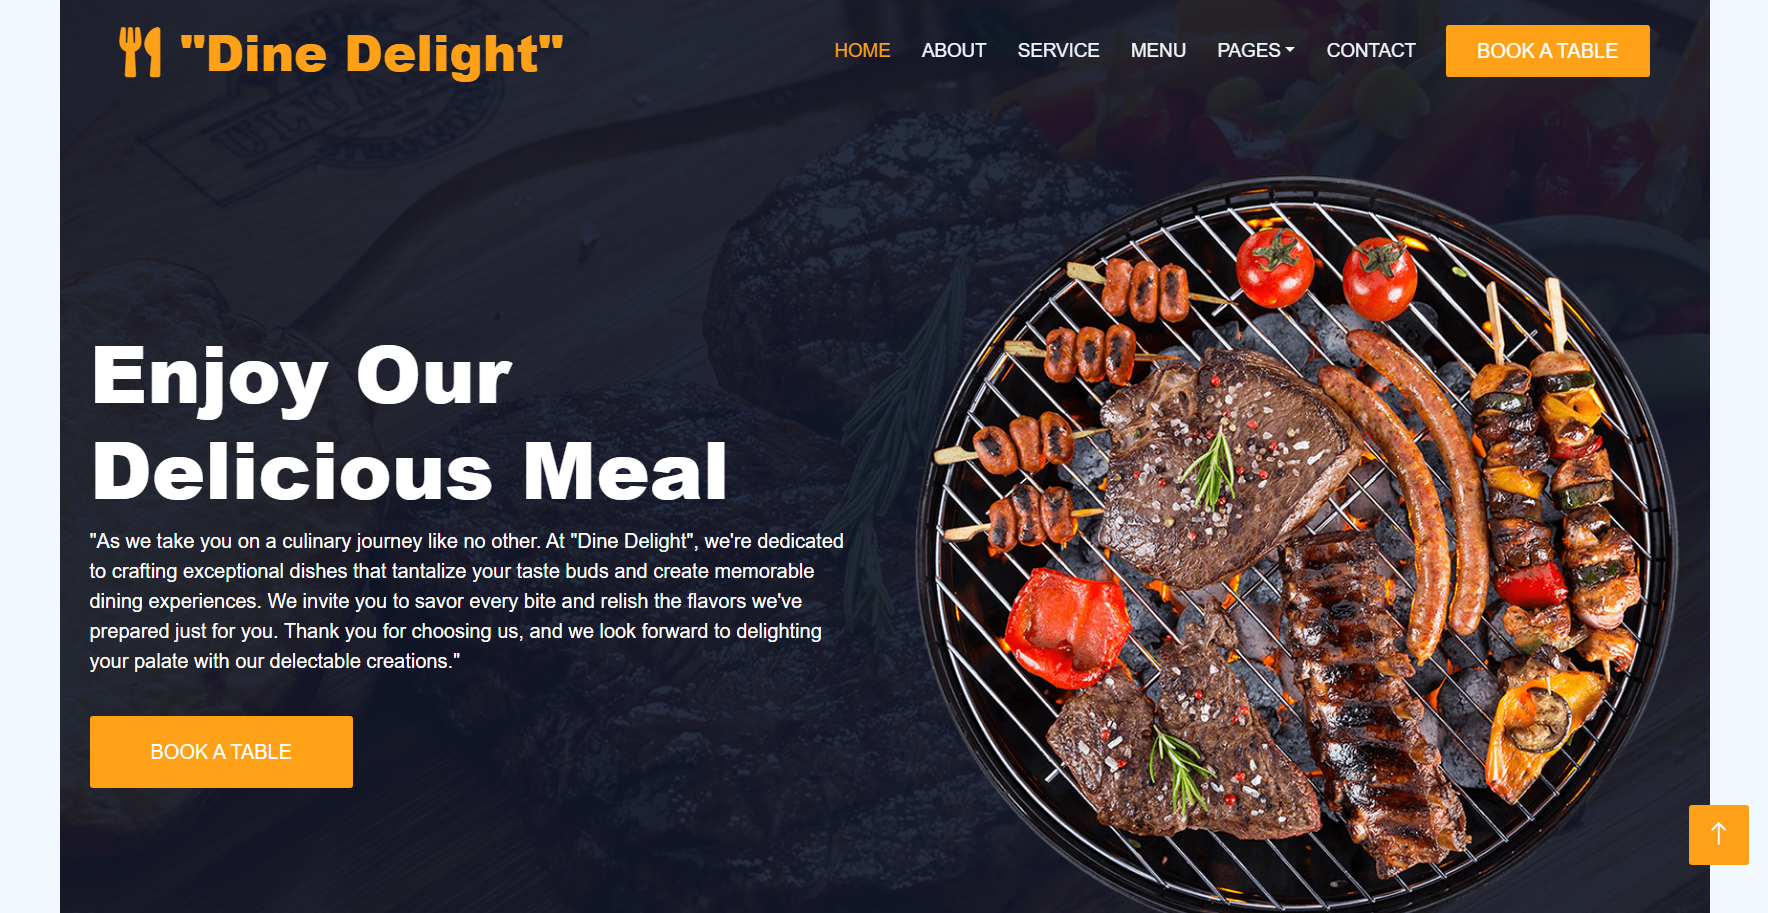 "Dine Delight"
HOME ABOUT SERVICE MENU PAGES CONTACT BOOK A TABLE
Enjoy Our
Delicious Meal
"As we take you on a culinary journey like no other. At "Dine Delight", we're dedicated
to crafting exceptional dishes that tantalize your taste buds and create memorable
dining experiences. We invite you to savor every bite and relish the flavors we've
prepared just for you. Thank you for choosing us, and we look forward to delighting
your palate with our delectable creations."
BOOK A TABLE